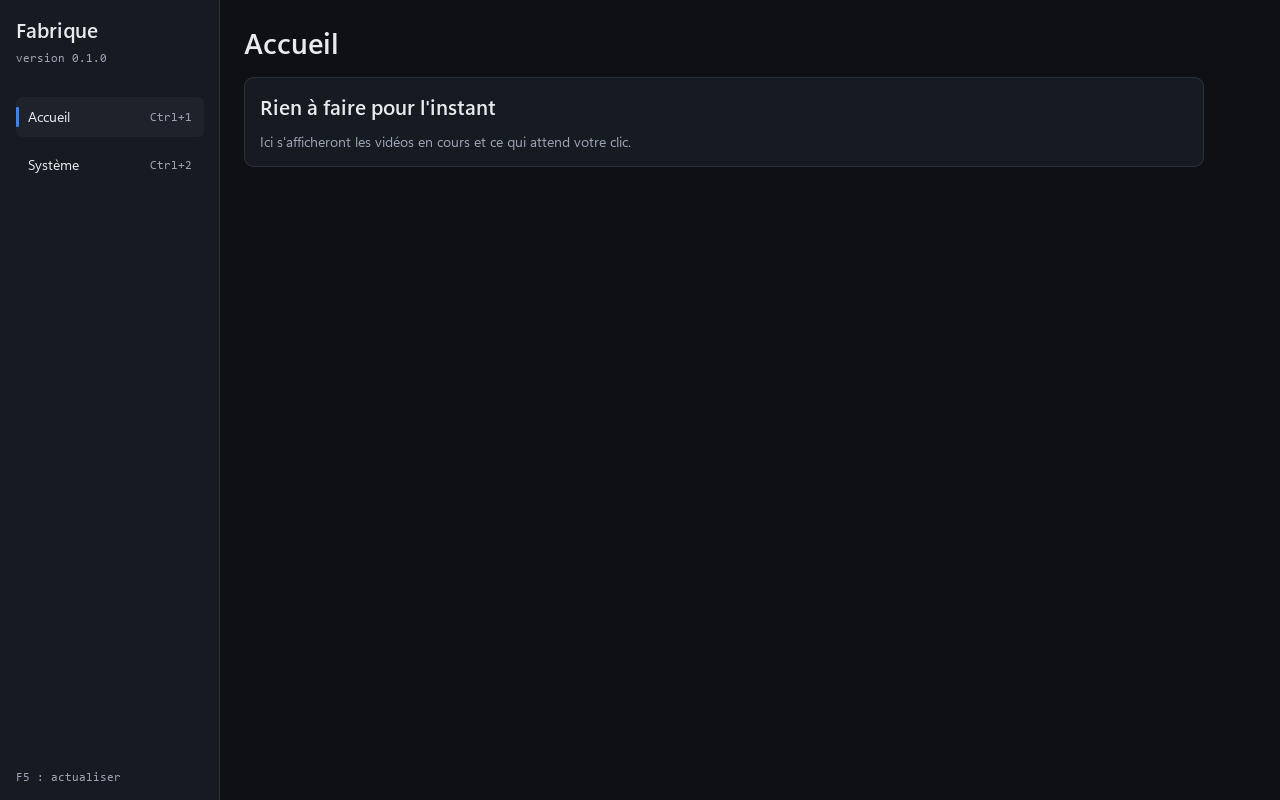 Fabrique
version 0.1.0
Accueil Ctrl+1
Système Ctrl+2
F5 : actualiser
Accueil
Rien à faire pour l'instant
Ici s'afficheront les vidéos en cours et ce qui attend votre clic.